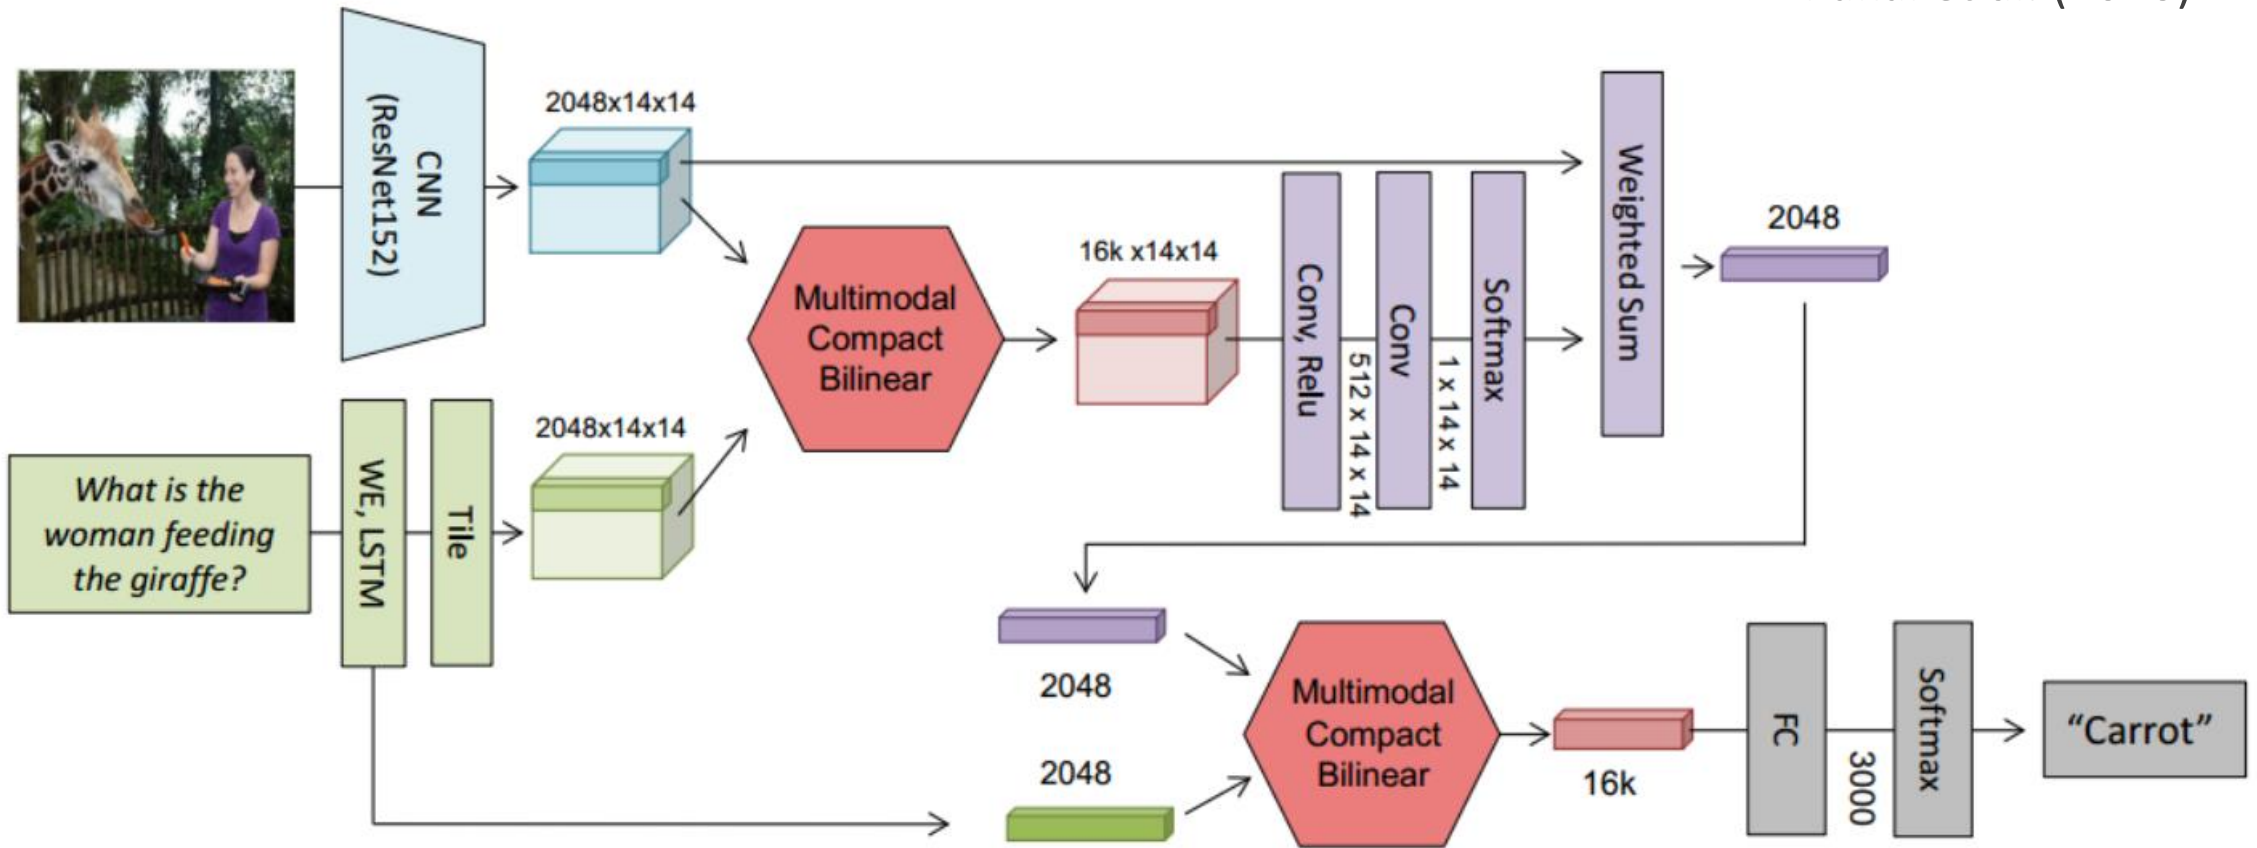 CNN
(ResNet152)
2048x14x14
What is the
woman feeding
the giraffe?
WE, LSTM
Tile
2048x14x14
Multimodal
Compact
Bilinear
16k x14x14
Conv, Relu
512 x 14 x 14
Conv
1 x 14 x 14
Softmax
Weighted Sum
2048
2048
2048
Multimodal
Compact
Bilinear
16k
FC
3000
Softmax
“Carrot”